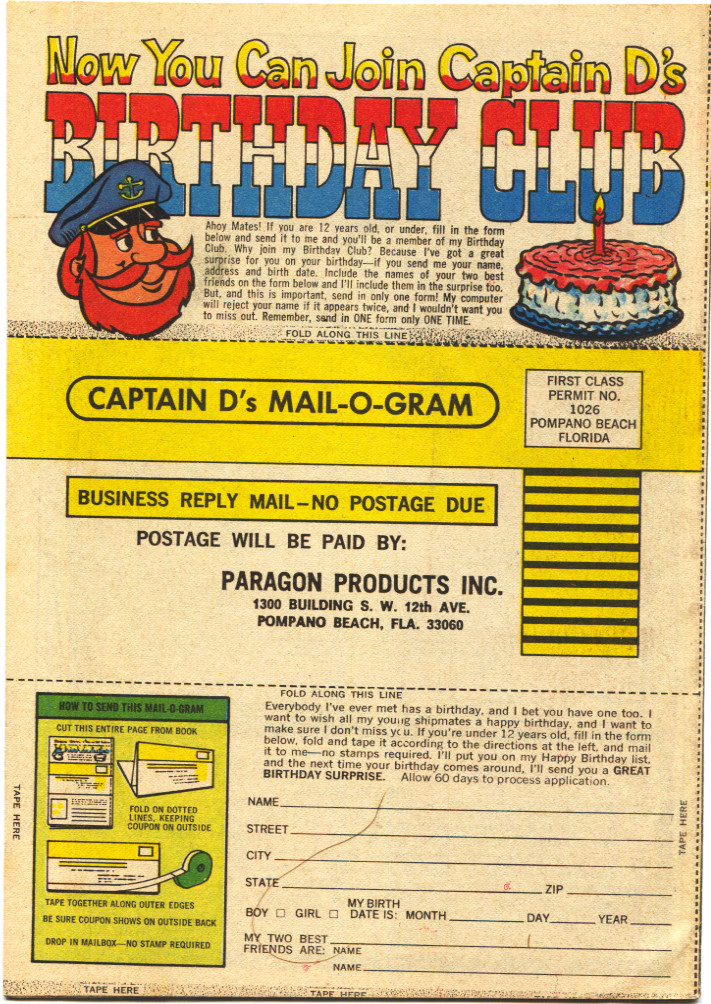 Now You Can Join Captain D's
BIRTHDAY CLUB
Ahoy Mates! If you are 12 years old, or under, fill in the form
below and send it to me and you'll be a member of my Birthday
Club. Why join my Birthday Club? Because I've got a great
surprise for you on your birthday—if you send me your name,
address and birth date. Include the names of your two best
friends on the form below and I'll include them in the surprise too.
But, and this is important, send in only one form! My computer
will reject your name if it appears twice, and I wouldn't want you
to miss out. Remember, send in ONE form only ONE TIME.
FOLD ALONG THIS LINE
CAPTAIN D's MAIL-O-GRAM
FIRST CLASS
PERMIT NO.
1026
POMPANO BEACH
FLORIDA
BUSINESS REPLY MAIL—NO POSTAGE DUE
POSTAGE WILL BE PAID BY:
PARAGON PRODUCTS INC.
1300 BUILDING S. W. 12th AVE.
POMPANO BEACH, FLA. 33060
FOLD ALONG THIS LINE
HOW TO SEND THIS MAIL-O-GRAM
CUT THIS ENTIRE PAGE FROM BOOK
FOLD ON DOTTED
LINES, KEEPING
COUPON ON OUTSIDE
TAPE TOGETHER ALONG OUTER EDGES
BE SURE COUPON SHOWS ON OUTSIDE BACK
DROP IN MAILBOX—NO STAMP REQUIRED
TAPE HERE
Everybody I've ever met has a birthday, and I bet you have one too. I
want to wish all my young shipmates a happy birthday, and I want to
make sure I don't miss you. If you're under 12 years old, fill in the form
below, fold and tape it according to the directions at the left, and mail
it to me—no stamps required. I'll put you on my Happy Birthday list,
and the next time your birthday comes around, I'll send you a GREAT
BIRTHDAY SURPRISE. Allow 60 days to process application.
NAME
STREET
CITY
STATE ZIP
BOY □ GIRL □ MY BIRTH
DATE IS: MONTH DAY YEAR
MY TWO BEST
FRIENDS ARE: NAME
NAME
TAPE HERE
TAPE HERE
TAPE HERE